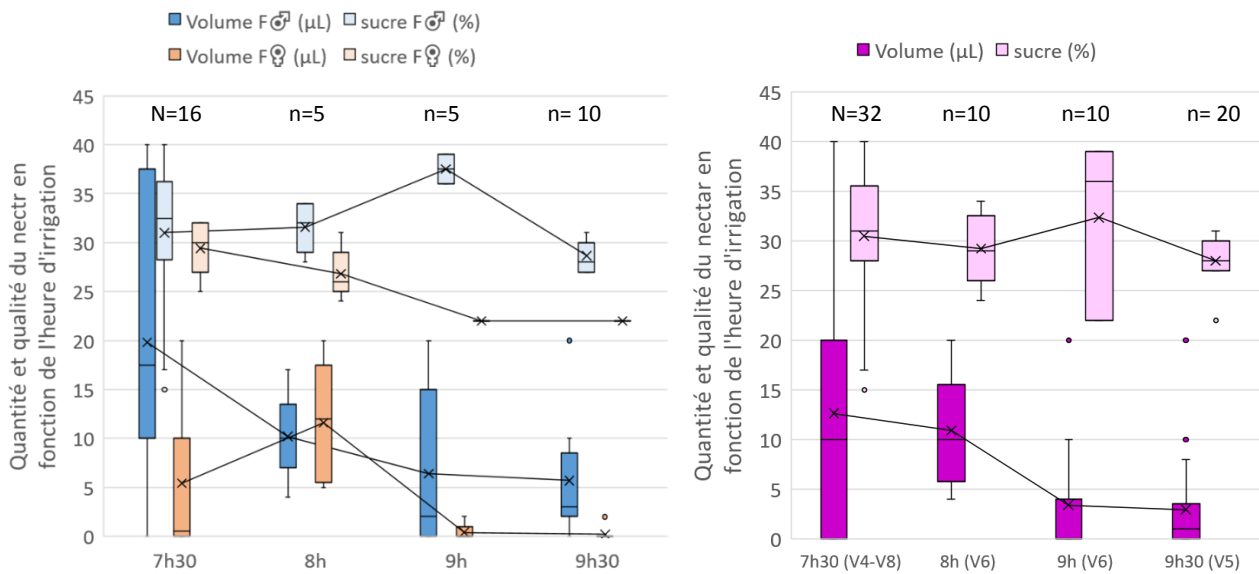 Volume F♂ (µL) sucre F♂ (%)
Volume F♀ (µL) sucre F♀ (%)
Quantité et qualité du nectr en
fonction de l'heure d'irrigation
45
40
35
30
25
20
15
10
5
0
N=16 n=5 n=5 n= 10
7h30 8h 9h 9h30
Volume (µL) sucre (%)
Quantité et qualité du nectar en
fonction de l'heure d'irrigation
45
40
35
30
25
20
15
10
5
0
N=32 n=10 n=10 n= 20
7h30 (V4-V8) 8h (V6) 9h (V6) 9h30 (V5)